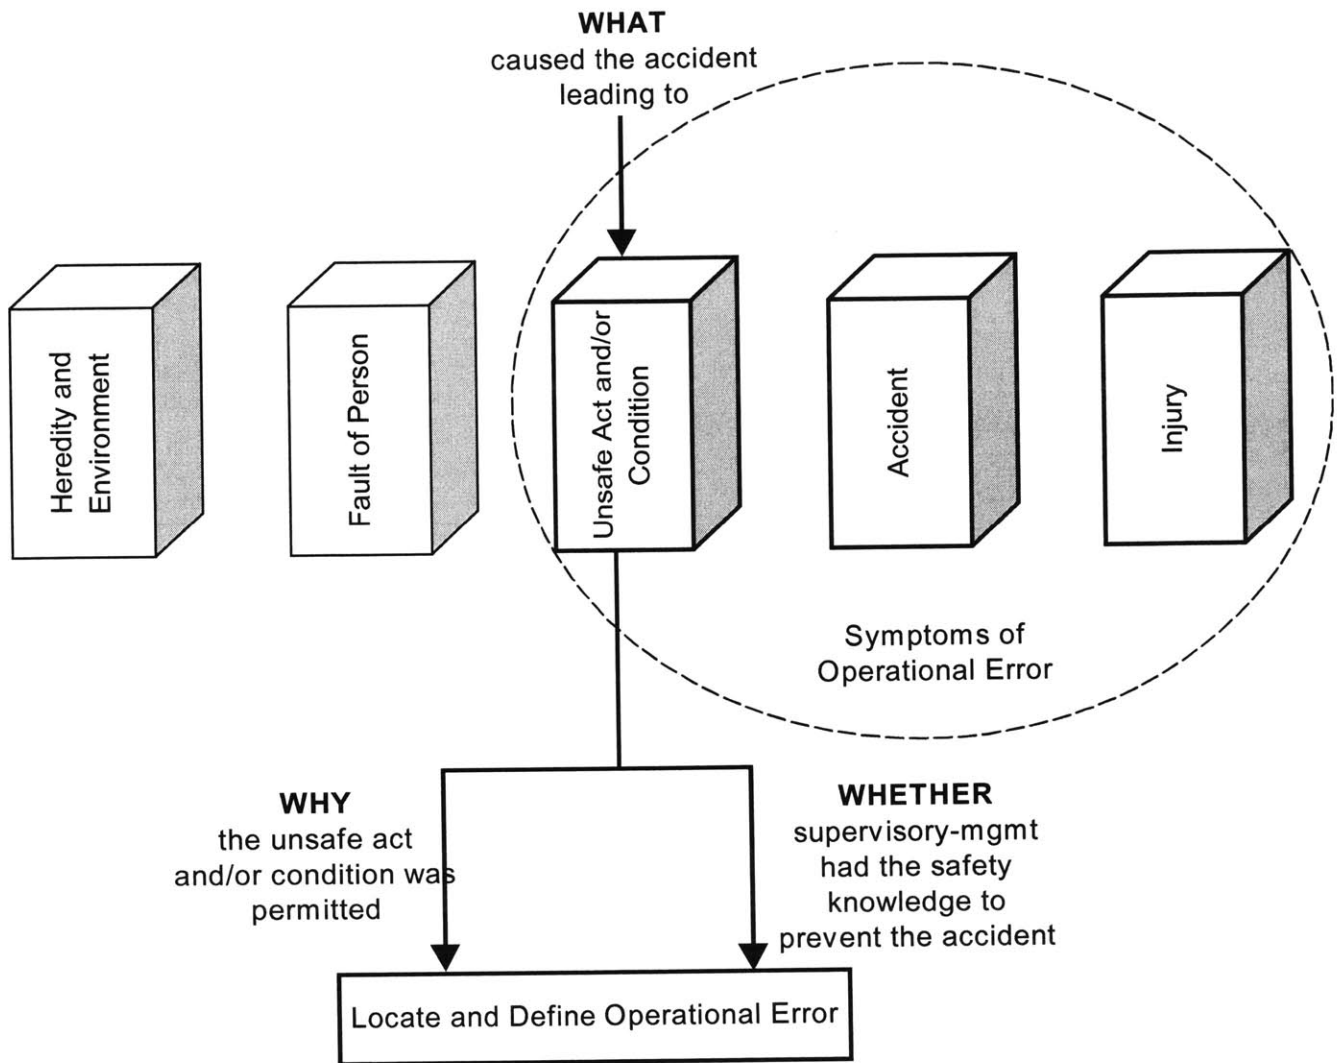 WHAT
caused the accident
leading to
Heredity and
Environment
Fault of Person
Unsafe Act and/or
Condition
Accident
Injury
Symptoms of
Operational Error
WHY
the unsafe act
and/or condition was
permitted
WHETHER
supervisory-mgmt
had the safety
knowledge to
prevent the accident
Locate and Define Operational Error